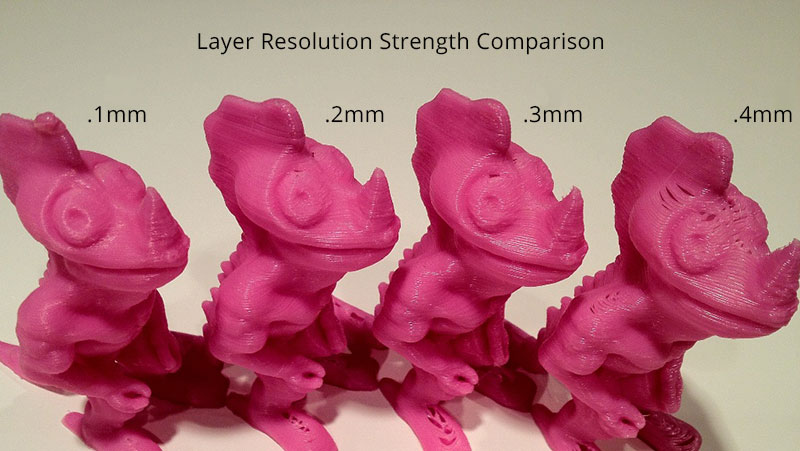 Layer Resolution Strength Comparison
.1mm
.2mm
.3mm
.4mm